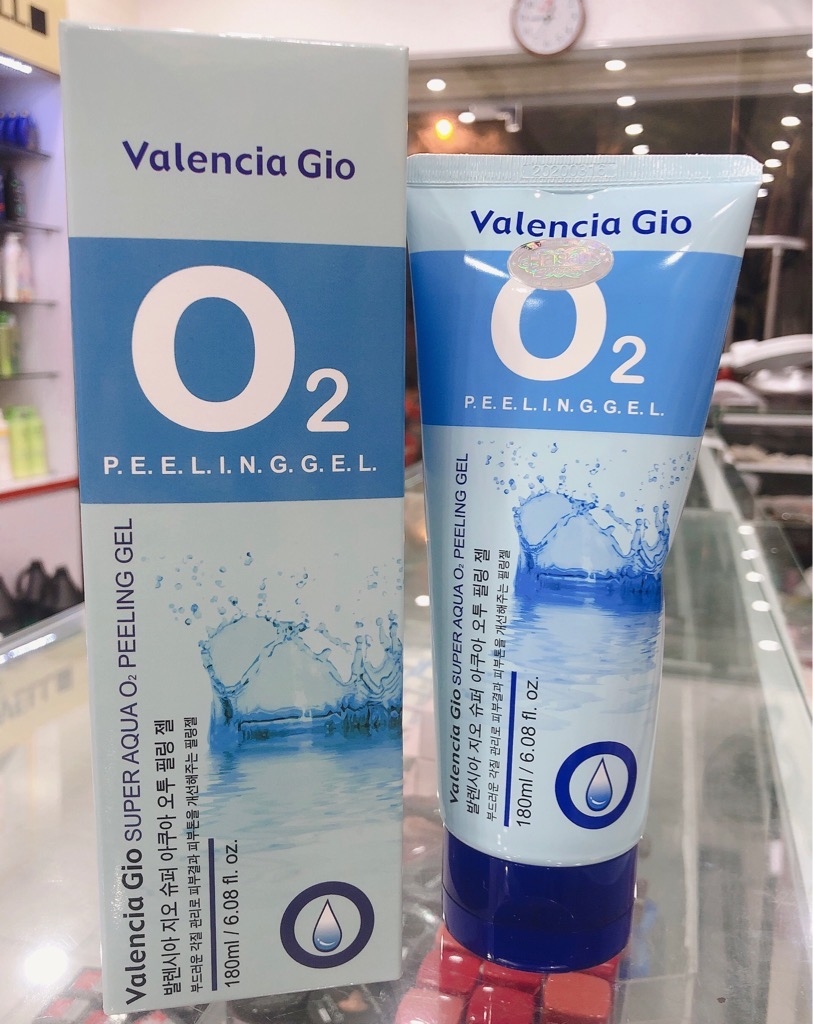 Valencia Gio
O2
P.E.E.L.I.N.G.G.E.L.
Valencia Gio SUPER AQUA O2 PEELING GEL
발렌시아 지오 슈퍼 아쿠아 오투 필링 젤
부드러운 각질 관리로 피부결과 피부톤을 개선해주는 필링젤
180ml / 6.08 fl. oz.
Valencia Gio
O2
P.E.E.L.I.N.G.G.E.L.
Valencia Gio SUPER AQUA O2 PEELING GEL
발렌시아 지오 슈퍼 아쿠아 오투 필링 젤
부드러운 각질 관리로 피부결과 피부톤을 개선해주는 필링젤
180ml / 6.08 fl. oz.